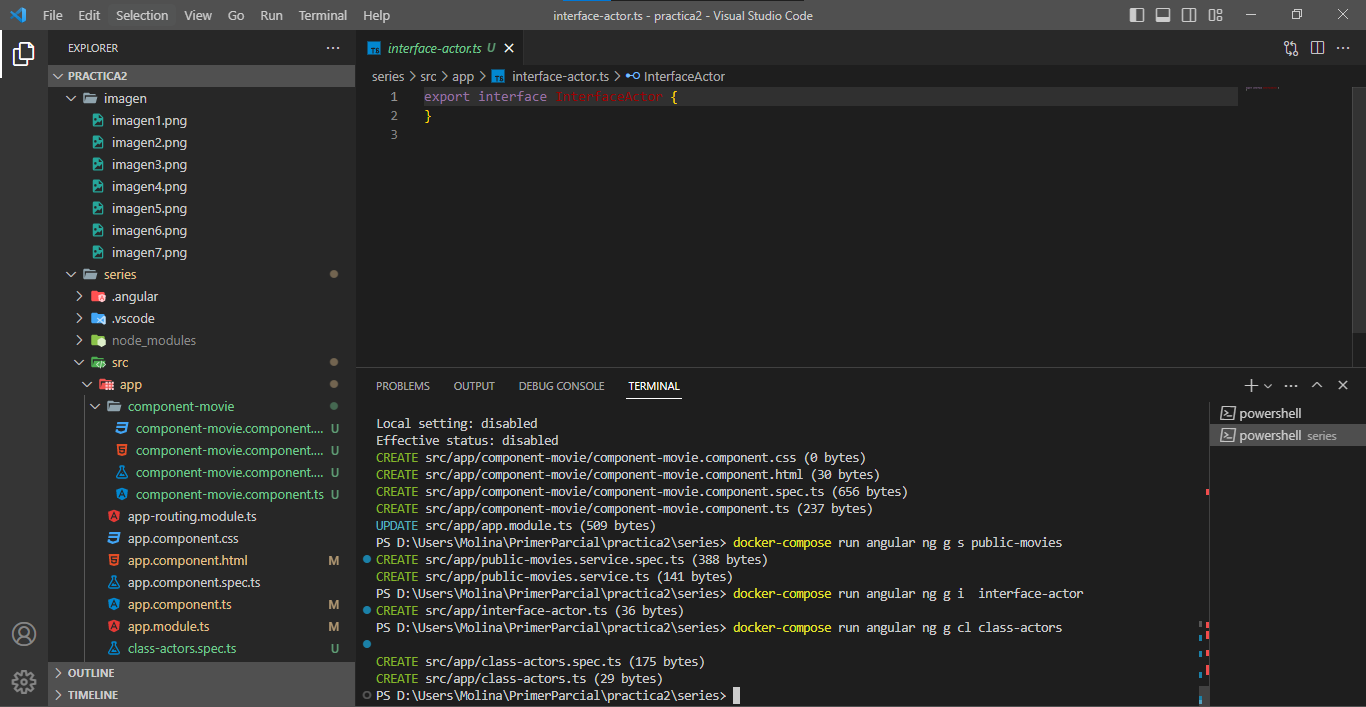 File Edit Selection View Go Run Terminal Help
interface-actor.ts - practica2 - Visual Studio Code
EXPLORER
PRACTICA2
imagen
imagen1.png
imagen2.png
imagen3.png
imagen4.png
imagen5.png
imagen6.png
imagen7.png
series
.angular
.vscode
node_modules
src
app
component-movie
component-movie.component.... U
component-movie.component.... U
component-movie.component.... U
component-movie.component.ts U
app-routing.module.ts
app.component.css
app.component.html M
app.component.spec.ts
app.component.ts M
app.module.ts M
class-actors.spec.ts U
OUTLINE
TIMELINE
interface-actor.ts U
series > src > app > TS interface-actor.ts > InterfaceActor
1 export interface InterfaceActor {
2 }
3
PROBLEMS OUTPUT DEBUG CONSOLE TERMINAL
Local setting: disabled
Effective status: disabled
CREATE src/app/component-movie/component-movie.component.css (0 bytes)
CREATE src/app/component-movie/component-movie.component.html (30 bytes)
CREATE src/app/component-movie/component-movie.component.spec.ts (656 bytes)
CREATE src/app/component-movie/component-movie.component.ts (237 bytes)
UPDATE src/app/app.module.ts (509 bytes)
PS D:\Users\Molina\PrimerParcial\practica2\series> docker-compose run angular ng g s public-movies
CREATE src/app/public-movies.service.spec.ts (388 bytes)
CREATE src/app/public-movies.service.ts (141 bytes)
PS D:\Users\Molina\PrimerParcial\practica2\series> docker-compose run angular ng g i  interface-actor
CREATE src/app/interface-actor.ts (36 bytes)
PS D:\Users\Molina\PrimerParcial\practica2\series> docker-compose run angular ng g cl class-actors
CREATE src/app/class-actors.spec.ts (175 bytes)
CREATE src/app/class-actors.ts (29 bytes)
PS D:\Users\Molina\PrimerParcial\practica2\series>
powershell
powershell series